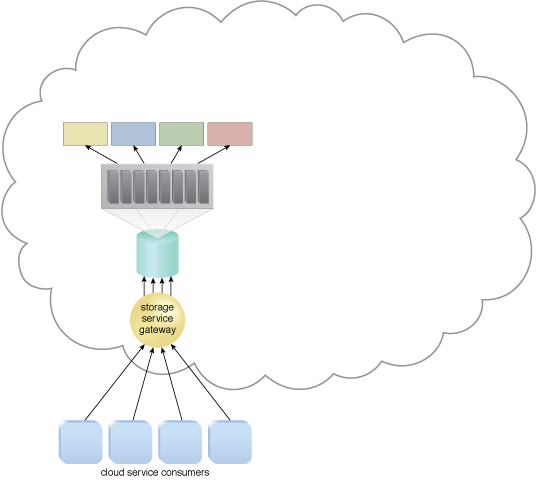 storage
service
gateway
cloud service consumers